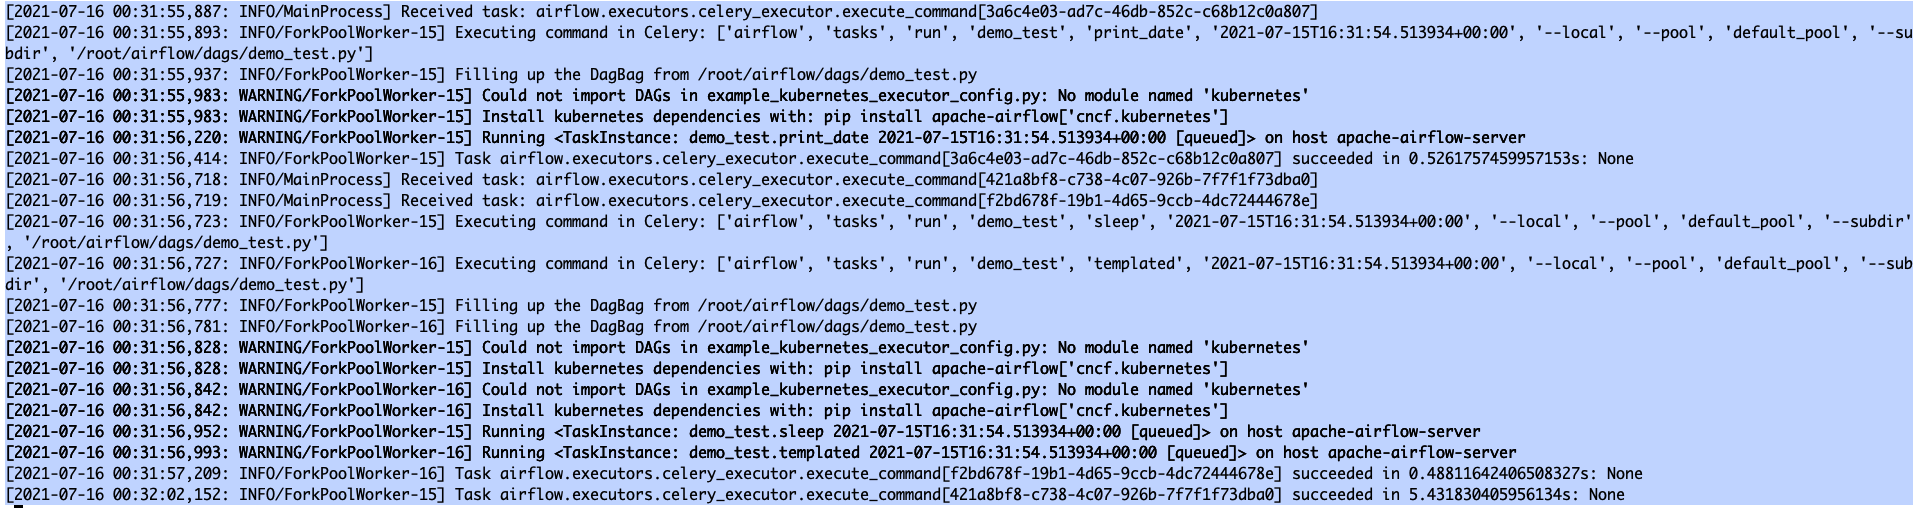 [2021-07-16 00:31:55,887: INFO/MainProcess] Received task: airflow.executors.celery_executor.execute_command[3a6c4e03-ad7c-46db-852c-c68b12c0a807]
[2021-07-16 00:31:55,893: INFO/ForkPoolWorker-15] Executing command in Celery: ['airflow', 'tasks', 'run', 'demo_test', 'print_date', '2021-07-15T16:31:54.513934+00:00', '--local', '--pool', 'default_pool', '--su
bdir', '/root/airflow/dags/demo_test.py']
[2021-07-16 00:31:55,937: INFO/ForkPoolWorker-15] Filling up the DagBag from /root/airflow/dags/demo_test.py
[2021-07-16 00:31:55,983: WARNING/ForkPoolWorker-15] Could not import DAGs in example_kubernetes_executor_config.py: No module named 'kubernetes'
[2021-07-16 00:31:55,983: WARNING/ForkPoolWorker-15] Install kubernetes dependencies with: pip install apache-airflow['cncf.kubernetes']
[2021-07-16 00:31:56,220: WARNING/ForkPoolWorker-15] Running <TaskInstance: demo_test.print_date 2021-07-15T16:31:54.513934+00:00 [queued]> on host apache-airflow-server
[2021-07-16 00:31:56,414: INFO/ForkPoolWorker-15] Task airflow.executors.celery_executor.execute_command[3a6c4e03-ad7c-46db-852c-c68b12c0a807] succeeded in 0.5261757459957153s: None
[2021-07-16 00:31:56,718: INFO/MainProcess] Received task: airflow.executors.celery_executor.execute_command[421a8bf8-c738-4c07-926b-7f7f1f73dba0]
[2021-07-16 00:31:56,719: INFO/MainProcess] Received task: airflow.executors.celery_executor.execute_command[f2bd678f-19b1-4d65-9ccb-4dc72444678e]
[2021-07-16 00:31:56,723: INFO/ForkPoolWorker-15] Executing command in Celery: ['airflow', 'tasks', 'run', 'demo_test', 'sleep', '2021-07-15T16:31:54.513934+00:00', '--local', '--pool', 'default_pool', '--subdir'
, '/root/airflow/dags/demo_test.py']
[2021-07-16 00:31:56,727: INFO/ForkPoolWorker-16] Executing command in Celery: ['airflow', 'tasks', 'run', 'demo_test', 'templated', '2021-07-15T16:31:54.513934+00:00', '--local', '--pool', 'default_pool', '--sub
dir', '/root/airflow/dags/demo_test.py']
[2021-07-16 00:31:56,777: INFO/ForkPoolWorker-15] Filling up the DagBag from /root/airflow/dags/demo_test.py
[2021-07-16 00:31:56,781: INFO/ForkPoolWorker-16] Filling up the DagBag from /root/airflow/dags/demo_test.py
[2021-07-16 00:31:56,828: WARNING/ForkPoolWorker-15] Could not import DAGs in example_kubernetes_executor_config.py: No module named 'kubernetes'
[2021-07-16 00:31:56,828: WARNING/ForkPoolWorker-15] Install kubernetes dependencies with: pip install apache-airflow['cncf.kubernetes']
[2021-07-16 00:31:56,842: WARNING/ForkPoolWorker-16] Could not import DAGs in example_kubernetes_executor_config.py: No module named 'kubernetes'
[2021-07-16 00:31:56,842: WARNING/ForkPoolWorker-16] Install kubernetes dependencies with: pip install apache-airflow['cncf.kubernetes']
[2021-07-16 00:31:56,952: WARNING/ForkPoolWorker-15] Running <TaskInstance: demo_test.sleep 2021-07-15T16:31:54.513934+00:00 [queued]> on host apache-airflow-server
[2021-07-16 00:31:56,993: WARNING/ForkPoolWorker-16] Running <TaskInstance: demo_test.templated 2021-07-15T16:31:54.513934+00:00 [queued]> on host apache-airflow-server
[2021-07-16 00:31:57,209: INFO/ForkPoolWorker-16] Task airflow.executors.celery_executor.execute_command[f2bd678f-19b1-4d65-9ccb-4dc72444678e] succeeded in 0.48811642406508327s: None
[2021-07-16 00:32:02,152: INFO/ForkPoolWorker-15] Task airflow.executors.celery_executor.execute_command[421a8bf8-c738-4c07-926b-7f7f1f73dba0] succeeded in 5.431830405956134s: None